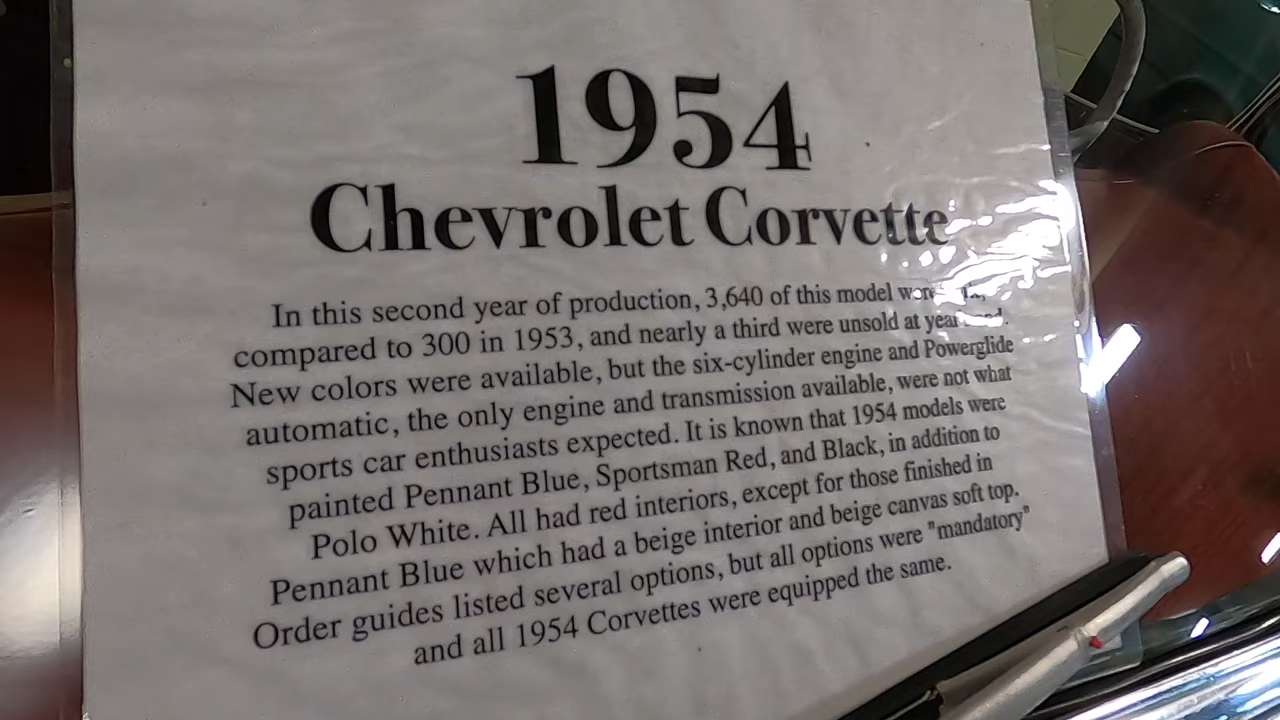 1954
Chevrolet Corvette
In this second year of production, 3,640 of this model were
compared to 300 in 1953, and nearly a third were unsold at year
New colors were available, but the six-cylinder engine and Powerglide
automatic, the only engine and transmission available, were not what
sports car enthusiasts expected. It is known that 1954 models were
painted Pennant Blue, Sportsman Red, and Black, in addition to
Polo White. All had red interiors, except for those finished in
Pennant Blue which had a beige interior and beige canvas soft top.
Order guides listed several options, but all options were "mandatory"
and all 1954 Corvettes were equipped the same.